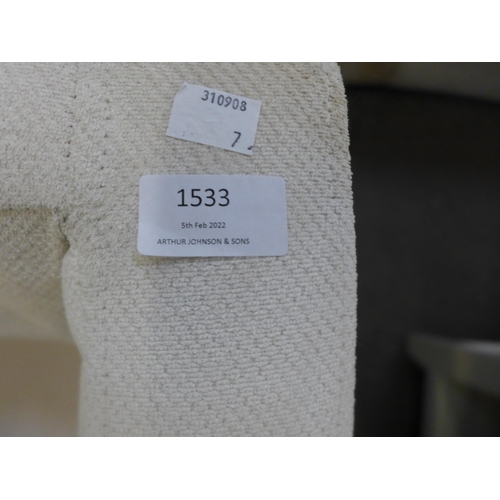 310908
7
1533
5th Feb 2022
ARTHUR JOHNSON & SONS